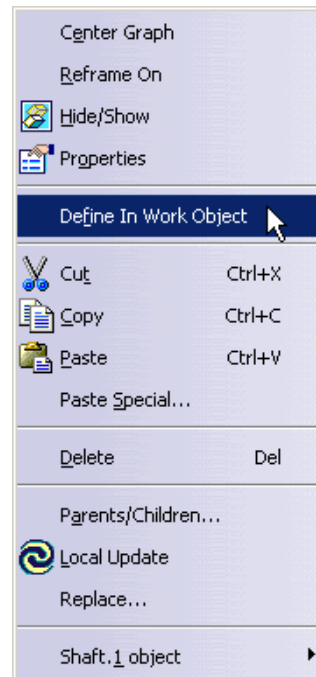 Center Graph
Reframe On
Hide/Show
Properties
Define In Work Object
Cut Ctrl+X
Copy Ctrl+C
Paste Ctrl+V
Paste Special...
Delete Del
Parents/Children...
Local Update
Replace...
Shaft.1 object